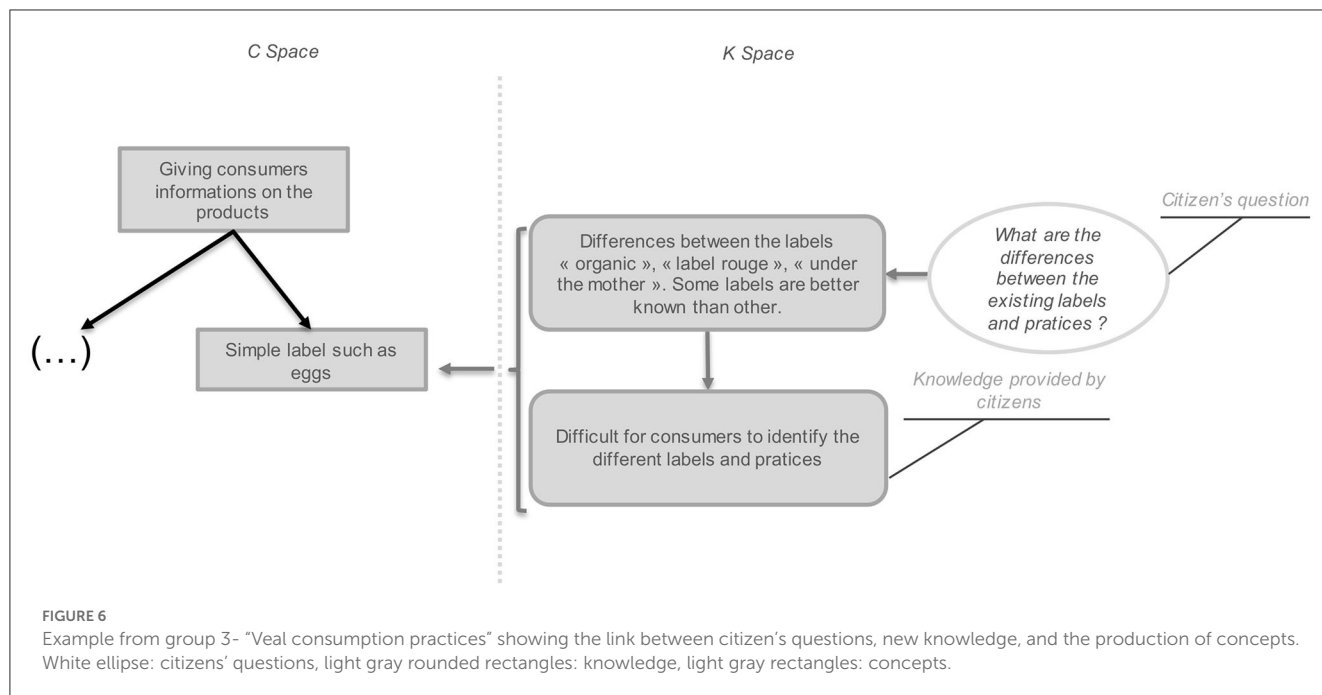 C Space
K Space
Giving consumers
informations on the
products
(...)
Simple label such as
eggs
Differences between the labels
« organic », « label rouge », « under
the mother ». Some labels are better
known than other.
Difficult for consumers to identify the
different labels and pratices
What are the
differences
between the
existing labels
and pratices ?
Citizen's question
Knowledge provided by
citizens
FIGURE 6
Example from group 3- “Veal consumption practices” showing the link between citizen's questions, new knowledge, and the production of concepts.
White ellipse: citizens' questions, light gray rounded rectangles: knowledge, light gray rectangles: concepts.